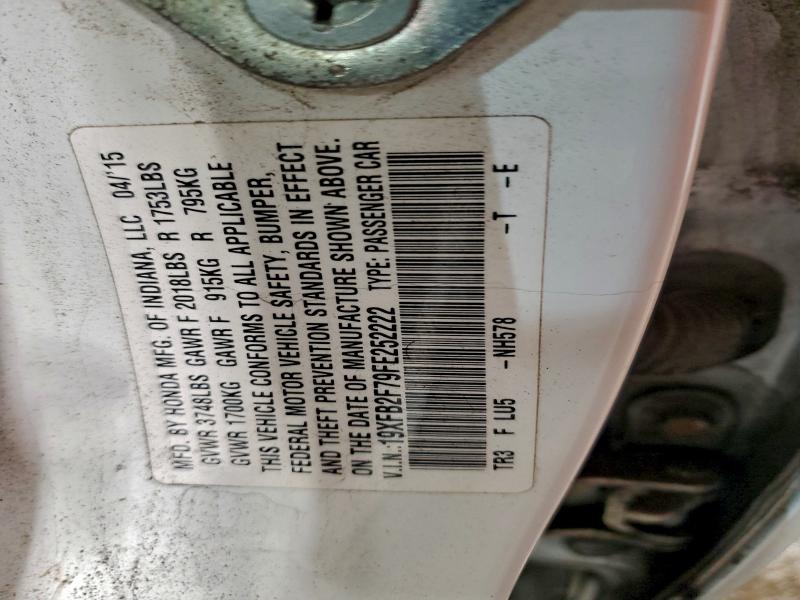 MFD. BY HONDA MFG. OF INDIANA, LLC 04/'15
GVWR 3748LBS GAWR F 2018LBS R 1753LBS
GVWR 1700KG GAWR F 915KG R 795KG
THIS VEHICLE CONFORMS TO ALL APPLICABLE
FEDERAL MOTOR VEHICLE SAFETY, BUMPER,
AND THEFT PREVENTION STANDARDS IN EFFECT
ON THE DATE OF MANUFACTURE SHOWN ABOVE.
V.I.N.:19XFB2F79FE252222 TYPE: PASSENGER CAR
TR3 F LU5 -NH578 -T -E